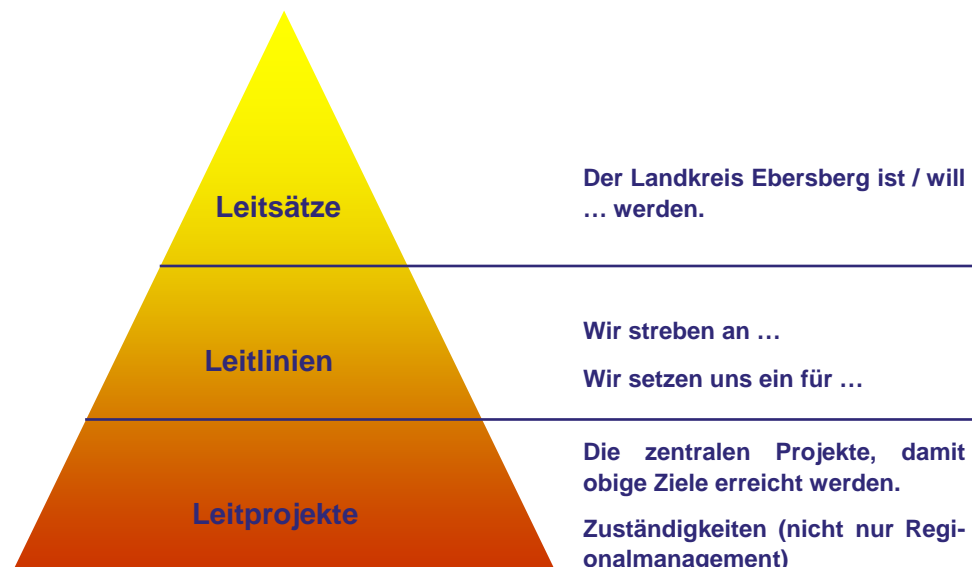 Leitsätze
Der Landkreis Ebersberg ist / will
… werden.
Leitlinien
Wir streben an …
Wir setzen uns ein für …
Leitprojekte
Die zentralen Projekte, damit
obige Ziele erreicht werden.
Zuständigkeiten (nicht nur Regi-
onalmanagement)